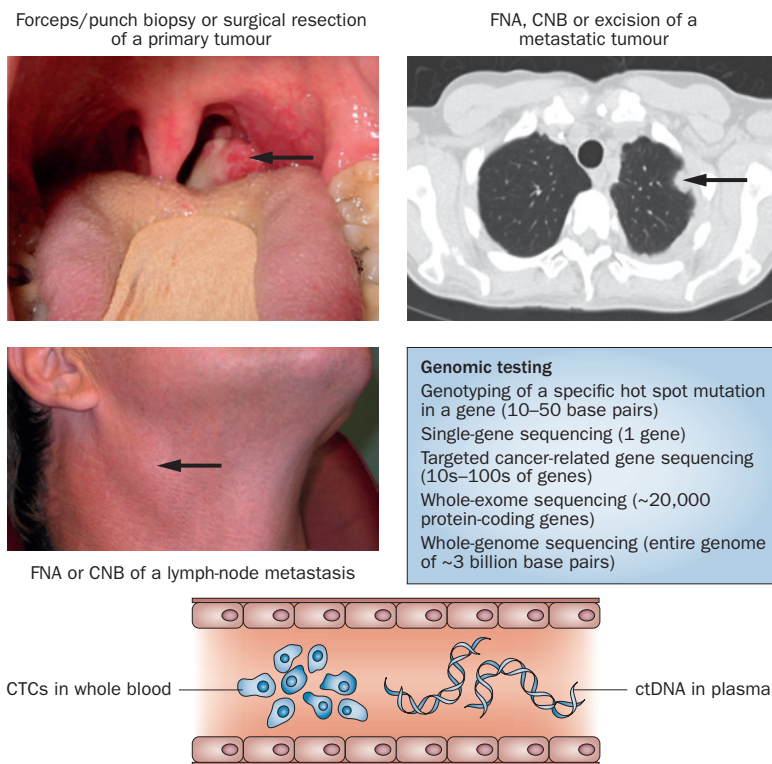 Forceps/punch biopsy or surgical resection
of a primary tumour
FNA, CNB or excision of a
metastatic tumour
FNA or CNB of a lymph-node metastasis
Genomic testing
Genotyping of a specific hot spot mutation
in a gene (10–50 base pairs)
Single-gene sequencing (1 gene)
Targeted cancer-related gene sequencing
(10s–100s of genes)
Whole-exome sequencing (~20,000
protein-coding genes)
Whole-genome sequencing (entire genome
of ~3 billion base pairs)
CTCs in whole blood
ctDNA in plasma